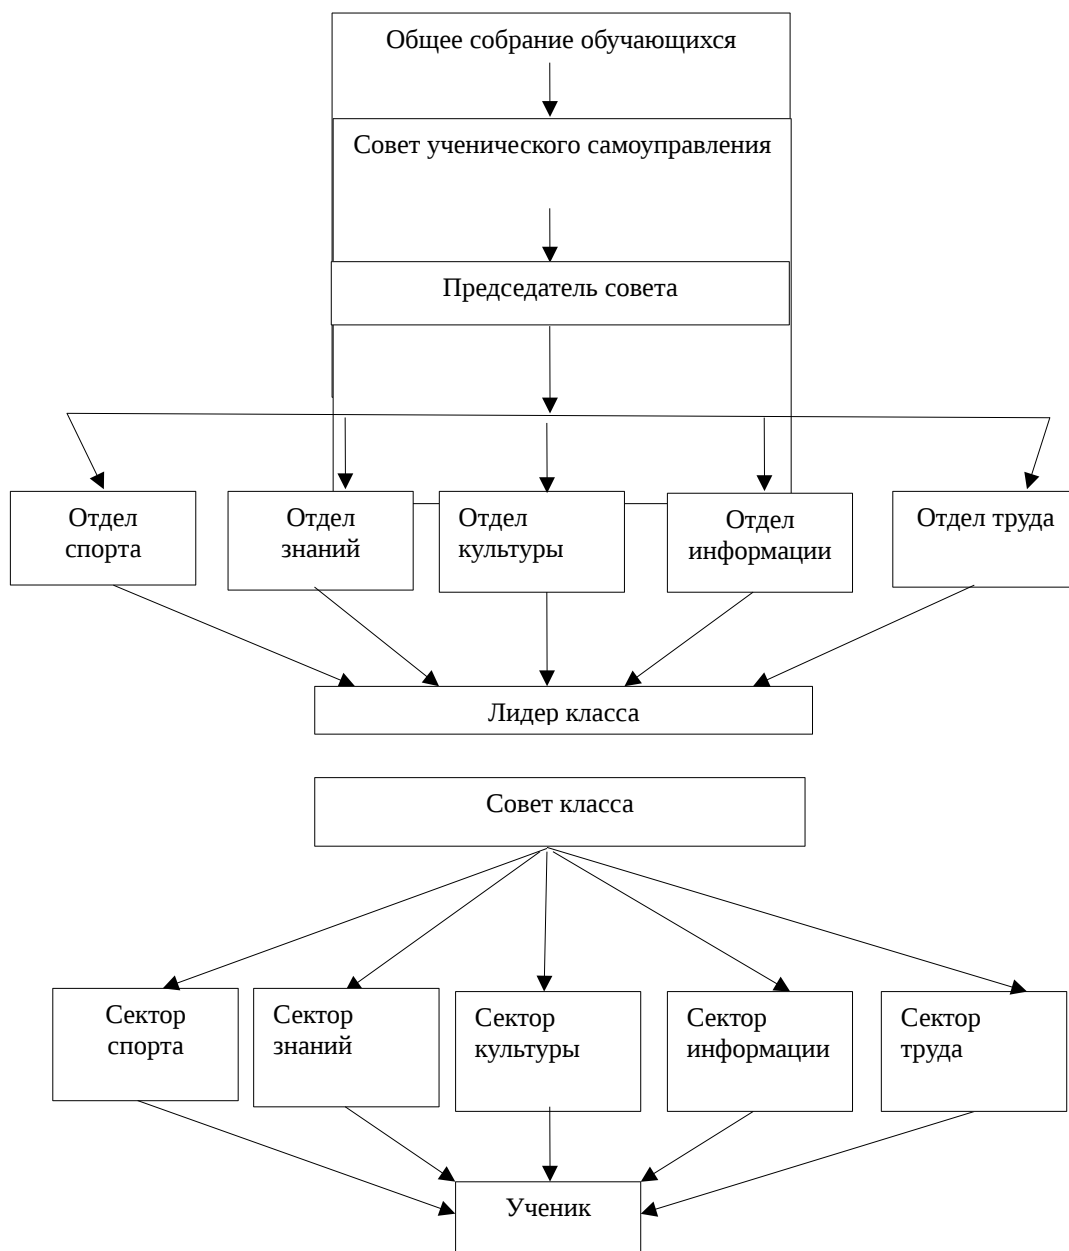 Общее собрание обучающихся
Совет ученического самоуправления
Председатель совета
Отдел
спорта
Отдел
знаний
Отдел
культуры
Отдел
информации
Отдел труда
Лидер класса
Совет класса
Сектор
спорта
Сектор
знаний
Сектор
культуры
Сектор
информации
Сектор
труда
Ученик